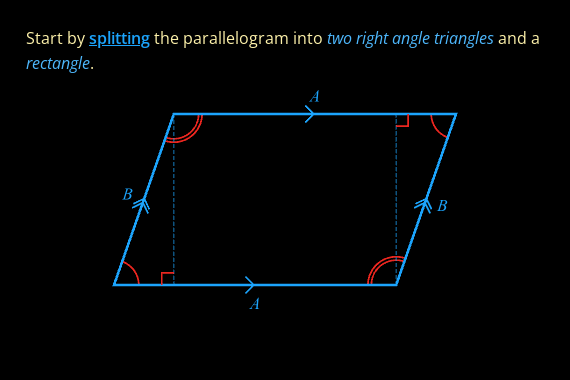 Start by splitting the parallelogram into two right angle triangles and a
rectangle.
A
B
B
A